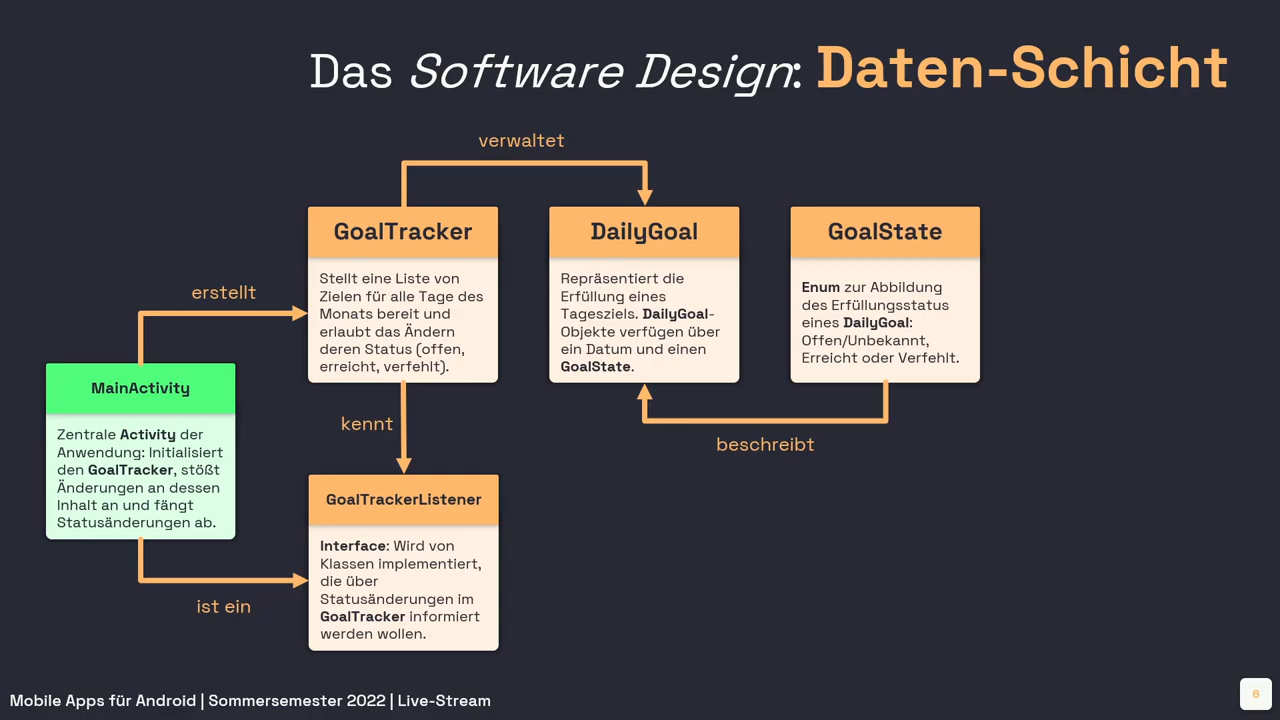 Das Software Design: Daten-Schicht
verwaltet
GoalTracker
Stellt eine Liste von
Zielen für alle Tage des
Monats bereit und
erlaubt das Ändern
deren Status (offen,
erreicht, verfehlt).
DailyGoal
Repräsentiert die
Erfüllung eines
Tagesziels. DailyGoal-
Objekte verfügen über
ein Datum und einen
GoalState.
GoalState
Enum zur Abbildung
des Erfüllungsstatus
eines DailyGoal:
Offen/Unbekannt,
Erreicht oder Verfehlt.
erstellt
MainActivity
Zentrale Activity der
Anwendung: Initialisiert
den GoalTracker, stößt
Änderungen an dessen
Inhalt an und fängt
Statusänderungen ab.
kennt
beschreibt
GoalTrackerListener
Interface: Wird von
Klassen implementiert,
die über
Statusänderungen im
GoalTracker informiert
werden wollen.
ist ein
Mobile Apps für Android | Sommersemester 2022 | Live-Stream
6